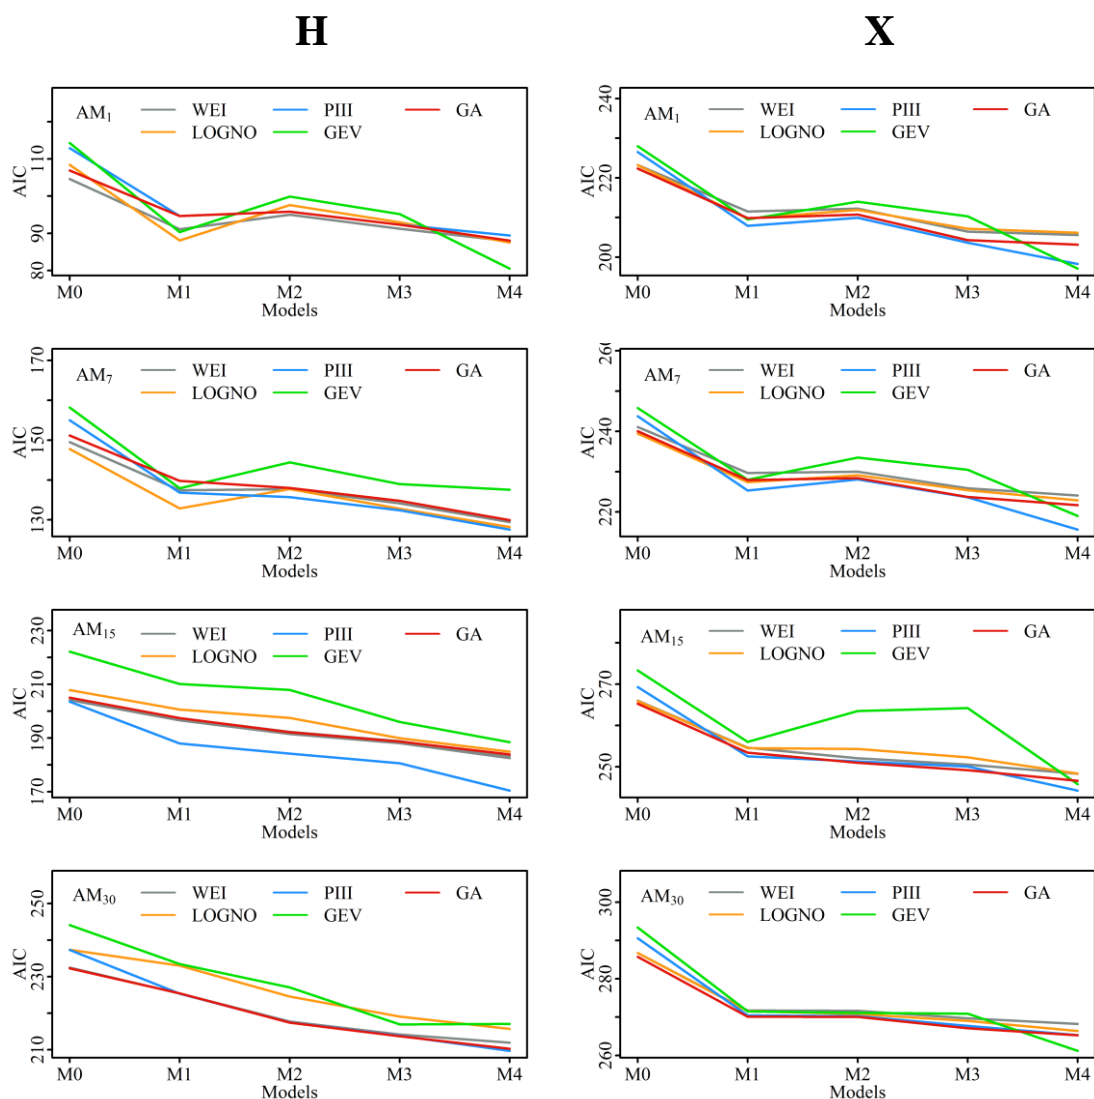 H
X
AM1
WEI PIII GA
LOGNO GEV
AIC
110
90
80
M0 M1 M2 M3 M4
Models
AM1
WEI PIII GA
LOGNO GEV
AIC
240
220
200
M0 M1 M2 M3 M4
Models
AM7
WEI PIII GA
LOGNO GEV
AIC
170
150
130
M0 M1 M2 M3 M4
Models
AM7
WEI PIII GA
LOGNO GEV
AIC
260
240
220
M0 M1 M2 M3 M4
Models
AM15
WEI PIII GA
LOGNO GEV
AIC
230
210
190
170
M0 M1 M2 M3 M4
Models
AM15
WEI PIII GA
LOGNO GEV
AIC
270
250
M0 M1 M2 M3 M4
Models
AM30
WEI PIII GA
LOGNO GEV
AIC
250
230
210
M0 M1 M2 M3 M4
Models
AM30
WEI PIII GA
LOGNO GEV
AIC
300
280
260
M0 M1 M2 M3 M4
Models